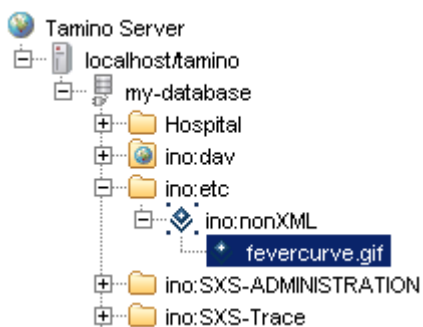 Tamino Server
localhost/tamino
my-database
Hospital
ino:dav
ino:etc
ino:nonXML
fevercurve.gif
ino:SXS-ADMINISTRATION
ino:SXS-Trace